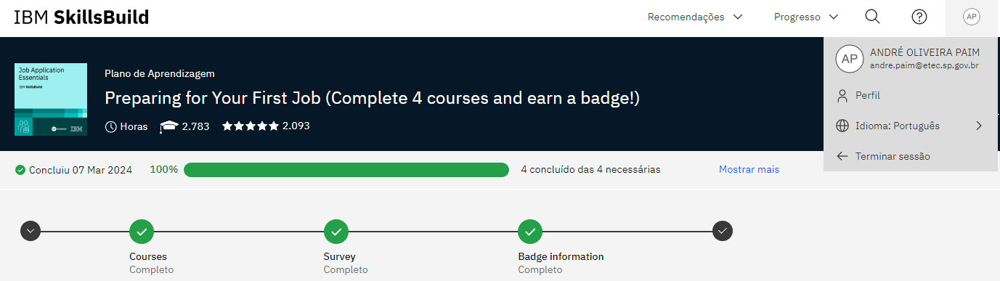 IBM SkillsBuild
Recomendações
Progresso
AP
AP
ANDRÉ OLIVEIRA PAIM
andre.paim@etec.sp.gov.br
Perfil
Idioma: Português
Terminar sessão
Job Application
Essentials
IBM SkillsBuild
IBM
Plano de Aprendizagem
Preparing for Your First Job (Complete 4 courses and earn a badge!)
Horas 2.783 2.093
Concluiu 07 Mar 2024 100% 4 concluído das 4 necessárias Mostrar mais
Courses
Completo
Survey
Completo
Badge information
Completo